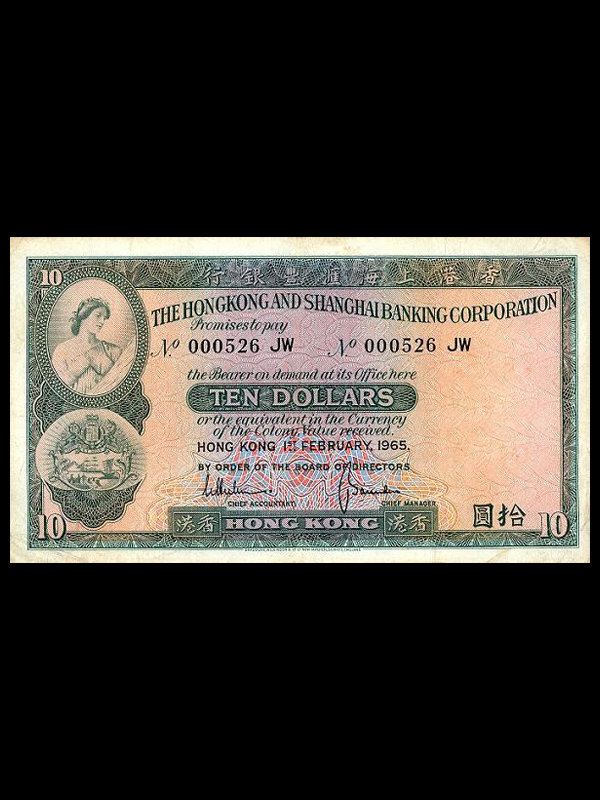 10 行銀理滙海上港香
THE HONGKONG AND SHANGHAI BANKING CORPORATION
Promises to pay
No 000526 JW No 000526 JW
the Bearer on demand at its Office here
TEN DOLLARS
or the equivalent in the Currency
of the Colony, Value received
HONG KONG 1ST FEBRUARY, 1965.
BY ORDER OF THE BOARD OF DIRECTORS
CHIEF ACCOUNTANT CHIEF MANAGER
10 港香 HONG KONG 港香 圓拾 10